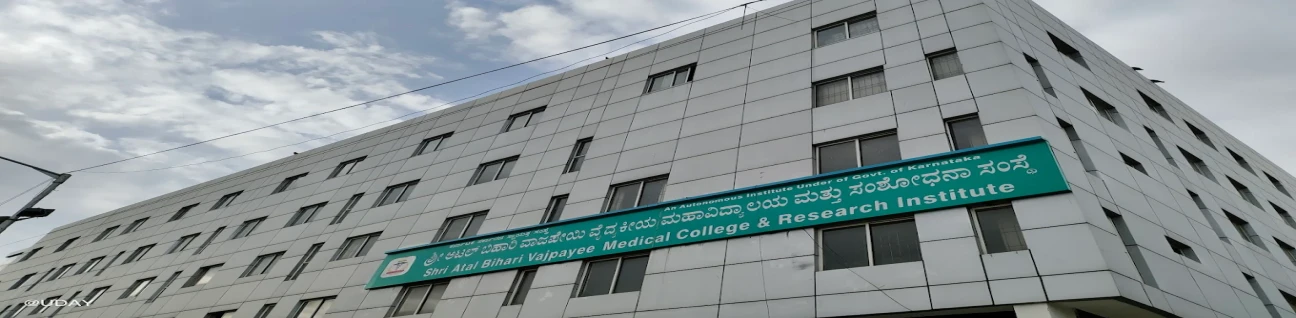 An Autonomous Institute Under of Govt. of Karnataka
ಶ್ರೀ ಅಟಲ್ ಬಿಹಾರಿ ವಾಜಪೇಯಿ ವೈದ್ಯಕೀಯ ಮಹಾವಿದ್ಯಾಲಯ ಮತ್ತು ಸಂಶೋಧನಾ ಸಂಸ್ಥೆ
Shri Atal Bihari Vajpayee Medical College & Research Institute
@UDAY